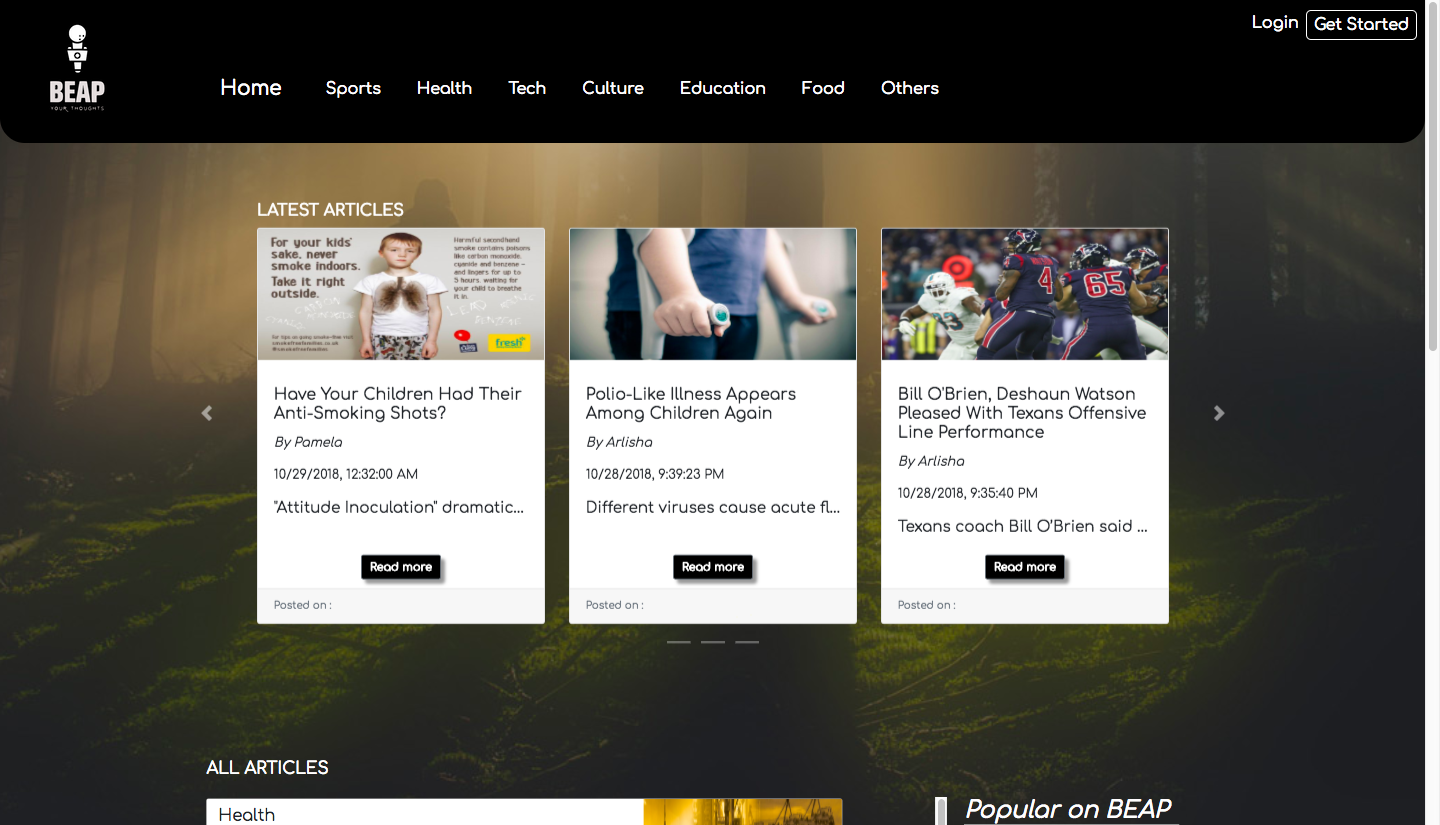 Login
Get Started
BEAP
YOUR THOUGHTS
Home
Sports
Health
Tech
Culture
Education
Food
Others
LATEST ARTICLES
For your kids'
sake, never
smoke indoors.
Take it right
outside.
Harmful secondhand
smoke contains poisons
like carbon monoxide,
cyanide and benzene –
and lingers for up to
5 hours, waiting for
your child to breathe
it in.
fresh
Have Your Children Had Their
Anti-Smoking Shots?
By Pamela
10/29/2018, 12:32:00 AM
"Attitude Inoculation" dramatic...
Read more
Posted on :
Polio-Like Illness Appears
Among Children Again
By Arlisha
10/28/2018, 9:39:23 PM
Different viruses cause acute fl...
Read more
Posted on :
4
65
Bill O'Brien, Deshaun Watson
Pleased With Texans Offensive
Line Performance
By Arlisha
10/28/2018, 9:35:40 PM
Texans coach Bill O’Brien said ...
Read more
Posted on :
ALL ARTICLES
Health
Popular on BEAP